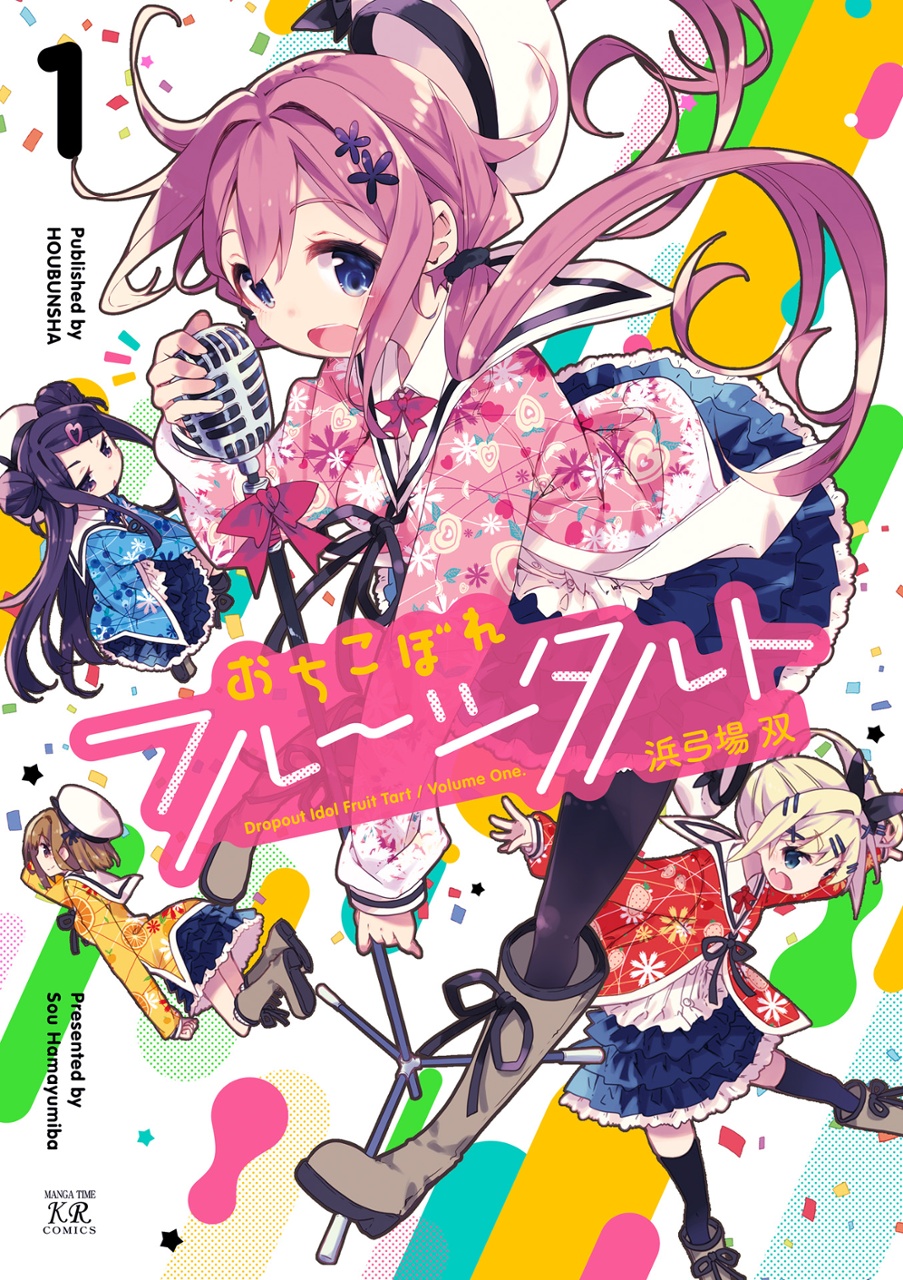 1
Published by
HOUBUNSHA
おちこぼれ
フルーツタルト
浜弓場 双
Dropout Idol Fruit Tart / Volume One.
Presented by
Sou Hamayumiba
MANGA TIME
KR
COMICS